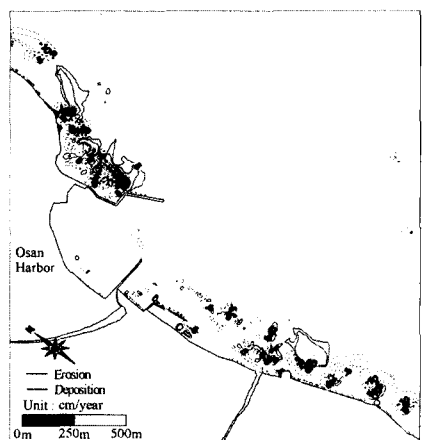 Osan
Harbor
Erosion
Deposition
Unit : cm/year
0m 250m 500m